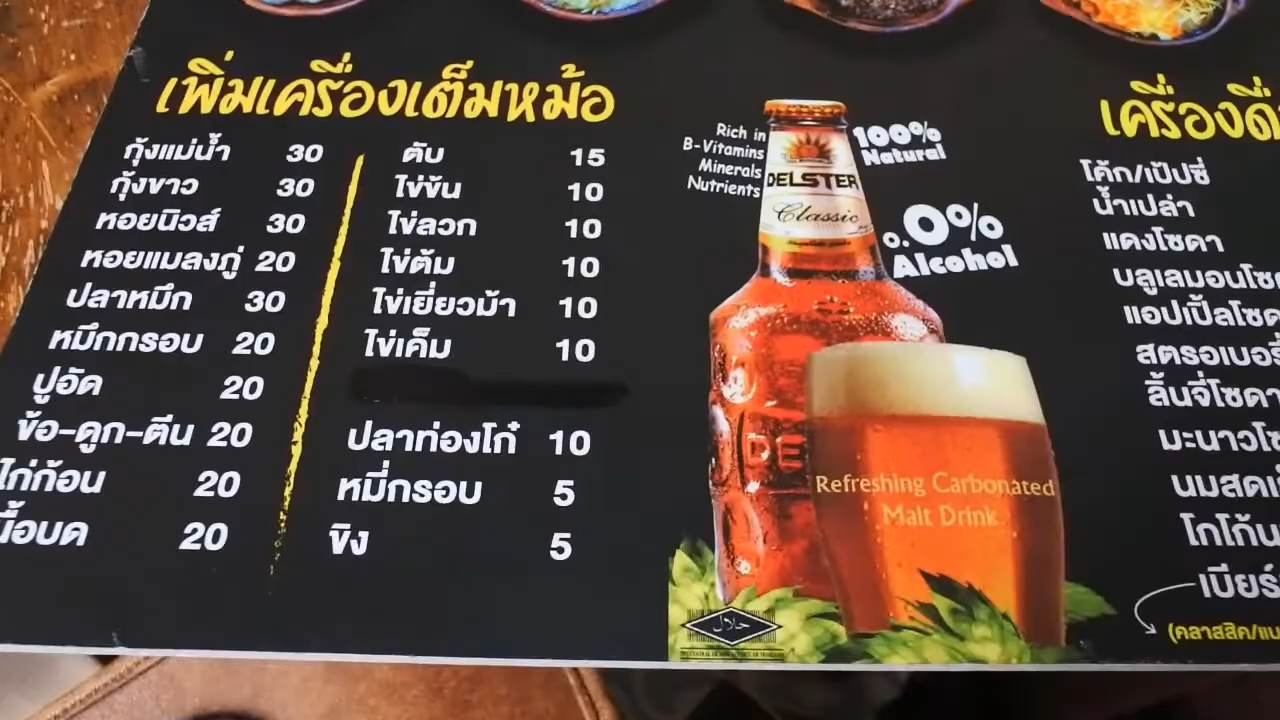 เพิ่มเครื่องเต็มหม้อ
กุ้งแม่น้ำ 30
กุ้งขาว 30
หอยนิวส์ 30
หอยแมลงภู่ 20
ปลาหมึก 30
หมึกกรอบ 20
ปูอัด 20
ข้อ-ดูก-ตีน 20
ไก่ก้อน 20
เนื้อบด 20
ตับ 15
ไข่ข้น 10
ไข่ลวก 10
ไข่ต้ม 10
ไข่เยี่ยวม้า 10
ไข่เค็ม 10
ปลาท่องโก๋ 10
หมี่กรอบ 5
ขิง 5
Rich in
B-Vitamins
Minerals
Nutrients
100%
Natural
DELSTER
Classic
0.0%
Alcohol
DE
Refreshing Carbonated
Malt Drink
حلال
เครื่องดื่
โค้ก/เป๊ปซี่
น้ำเปล่า
แดงโซดา
บลูเลมอนโซ
แอปเปิ้ลโซด
สตรอเบอรี่
ลิ้นจี่โซดา
มะนาวโซ
นมสดเ
โกโก้น
เบียร์
(คลาสสิค/แบ